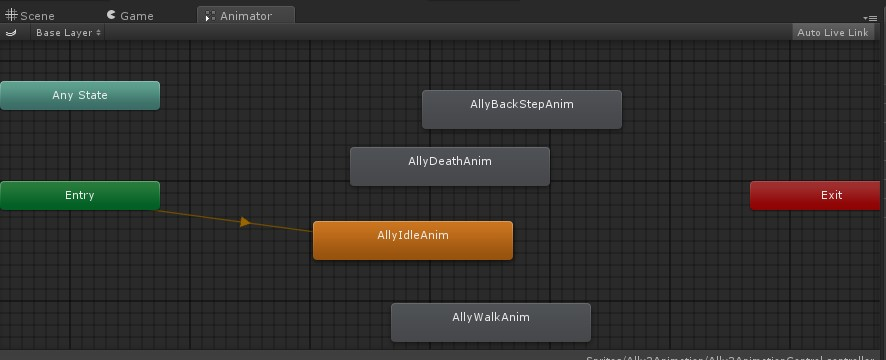 Scene Game Animator
Base Layer Auto Live Link
Any State
AllyBackStepAnim
AllyDeathAnim
Entry
Exit
AllyIdleAnim
AllyWalkAnim